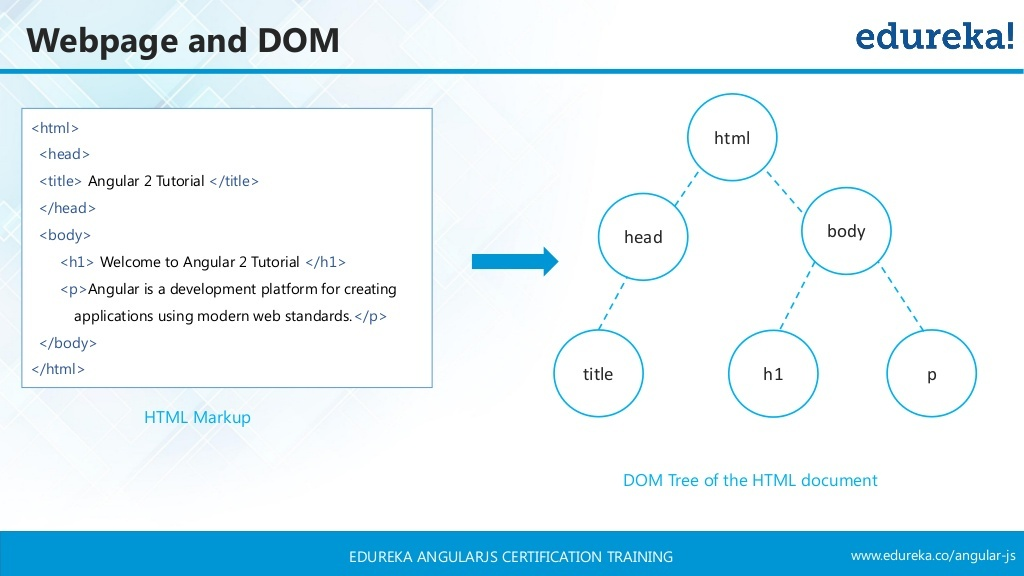 Webpage and DOM
edureka!
<html>
<head>
<title> Angular 2 Tutorial </title>
</head>
<body>
<h1> Welcome to Angular 2 Tutorial </h1>
<p>Angular is a development platform for creating
applications using modern web standards.</p>
</body>
</html>
HTML Markup
html
head
body
title
h1
p
DOM Tree of the HTML document
EDUREKA ANGULARJS CERTIFICATION TRAINING
www.edureka.co/angular-js